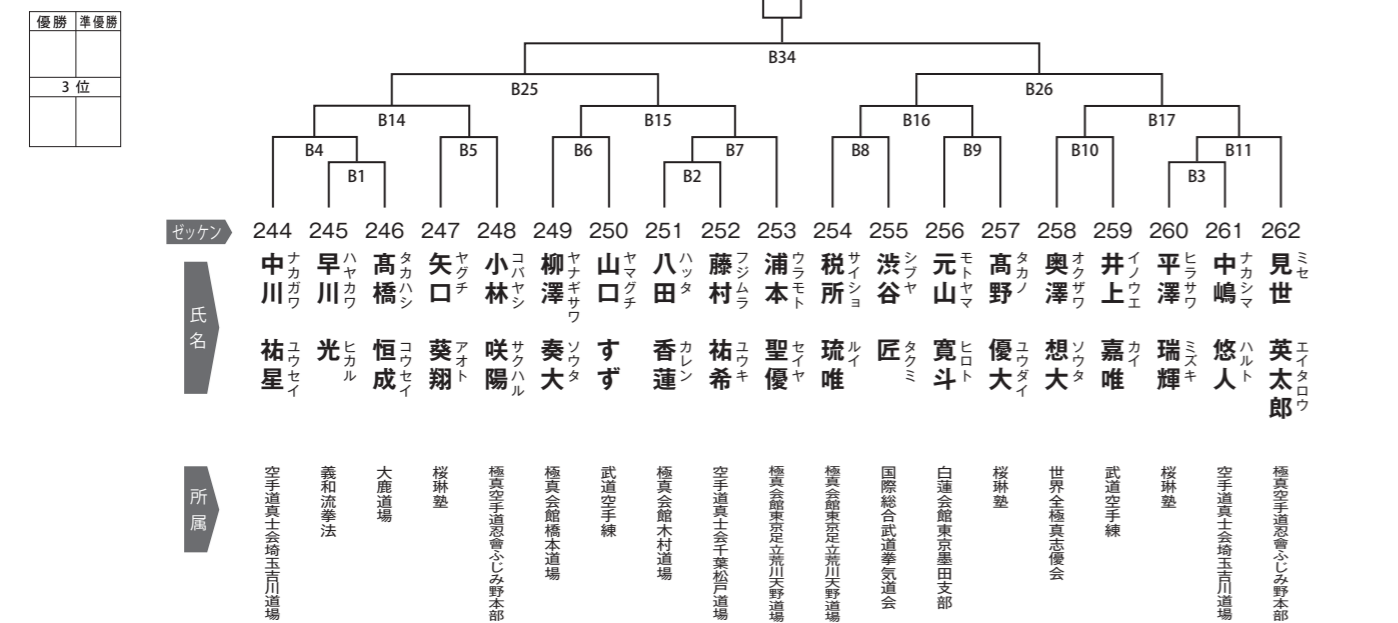 優勝 準優勝
3 位
B34
B25 B26
B14 B15 B16 B17
B4 B5 B6 B7 B8 B9 B10 B11
B1 B2 B3
ゼッケン 244 245 246 247 248 249 250 251 252 253 254 255 256 257 258 259 260 261 262
氏名
中川 祐星 ナカガワ ユウセイ
早川 光 ハヤカワ ヒカル
髙橋 恒成 タカハシ コウセイ
矢口 葵翔 ヤグチ アオト
小林 咲陽 コバヤシ サクハル
柳澤 奏大 ヤナギサワ ソウタ
山口 すず ヤマグチ
八田 香蓮 ハッタ カレン
藤村 祐希 フジムラ ユウキ
浦本 聖優 ウラモト セイヤ
税所 琉唯 サイショ ルイ
渋谷 匠 シブヤ タクミ
元山 寛斗 モトヤマ ヒロト
髙野 優大 タカノ ユウダイ
奥澤 想大 オクザワ ソウタ
井上 嘉唯 イノウエ カイ
平澤 瑞輝 ヒラサワ ミズキ
中嶋 悠人 ナカシマ ハルト
見世 英太郎 ミセ エイタロウ
所属
空手道真士会埼玉吉川道場
義和流拳法
大鹿道場
桜琳塾
極真空手道忍會ふじみ野本部
極真会館橋本道場
武道空手練
極真会館木村道場
空手道真士会千葉松戸道場
極真会館東京足立荒川天野道場
極真会館東京足立荒川天野道場
国際総合武道拳気道会
白蓮会館東京墨田支部
桜琳塾
世界全極真志優会
武道空手練
桜琳塾
空手道真士会埼玉吉川道場
極真空手道忍會ふじみ野本部